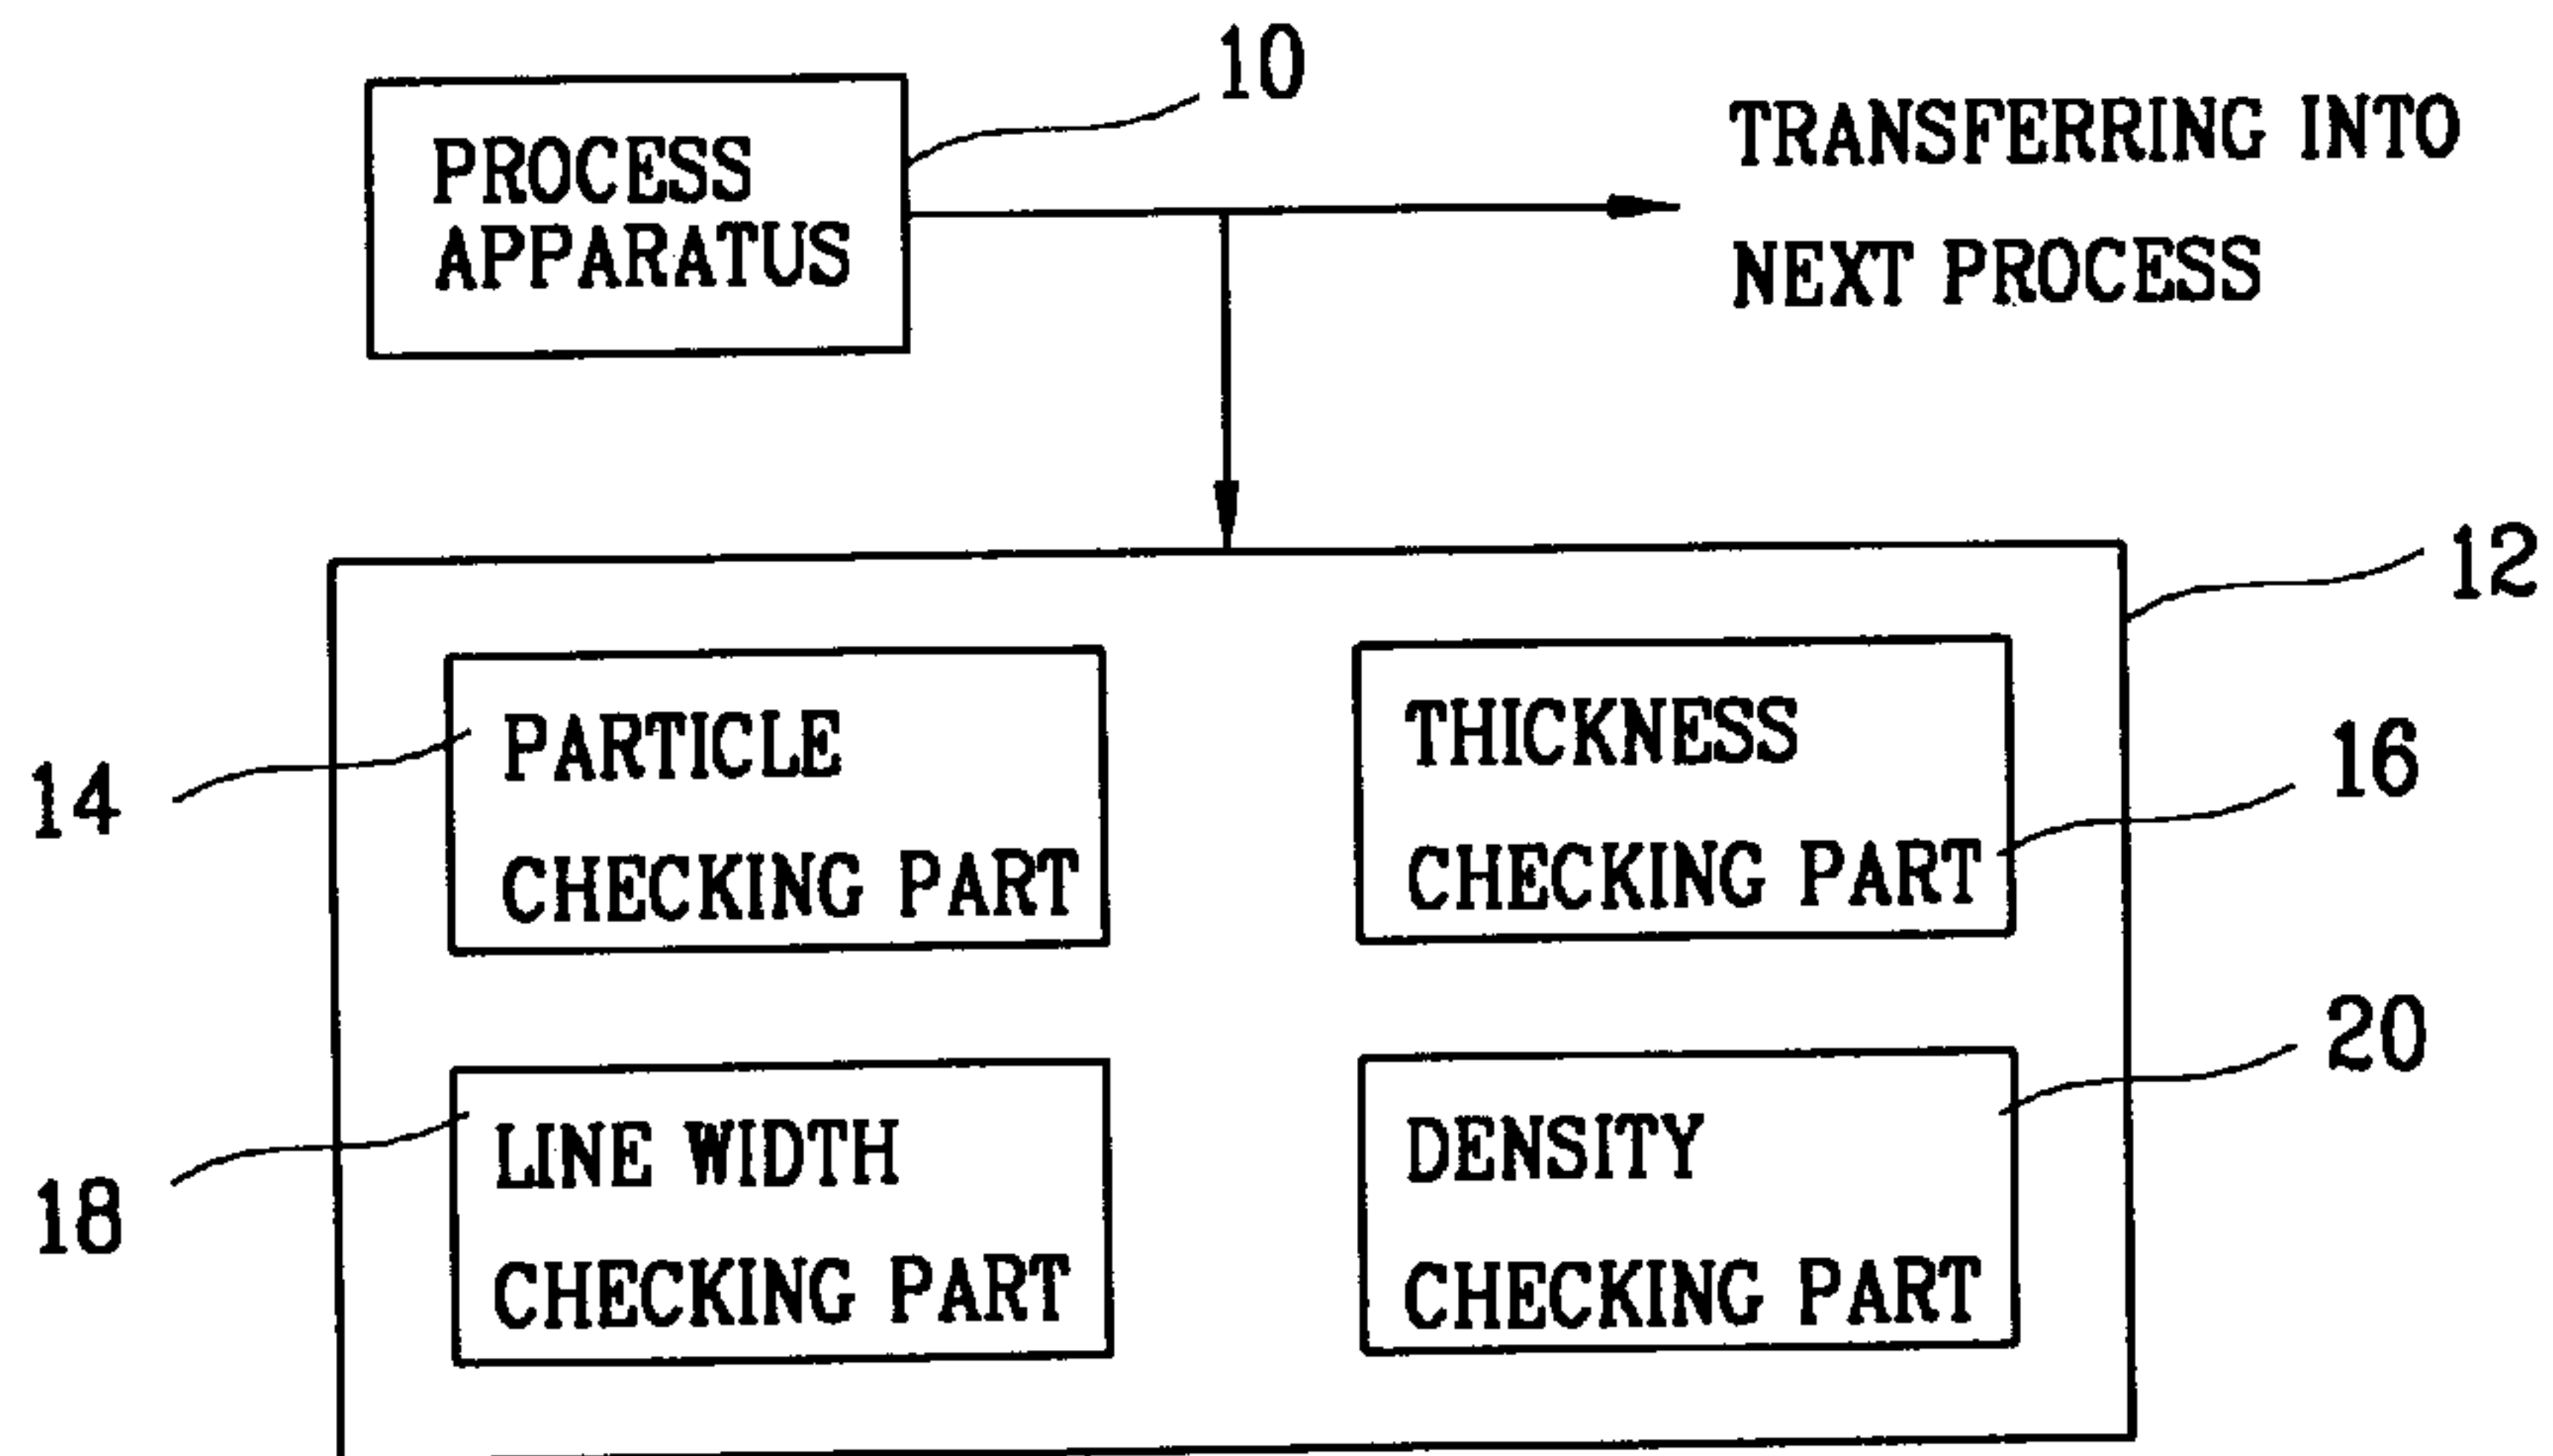 10
PROCESS
APPARATUS
TRANSFERRING INTO
NEXT PROCESS
12
14
PARTICLE
CHECKING PART
THICKNESS
CHECKING PART
16
18
LINE WIDTH
CHECKING PART
DENSITY
CHECKING PART
20